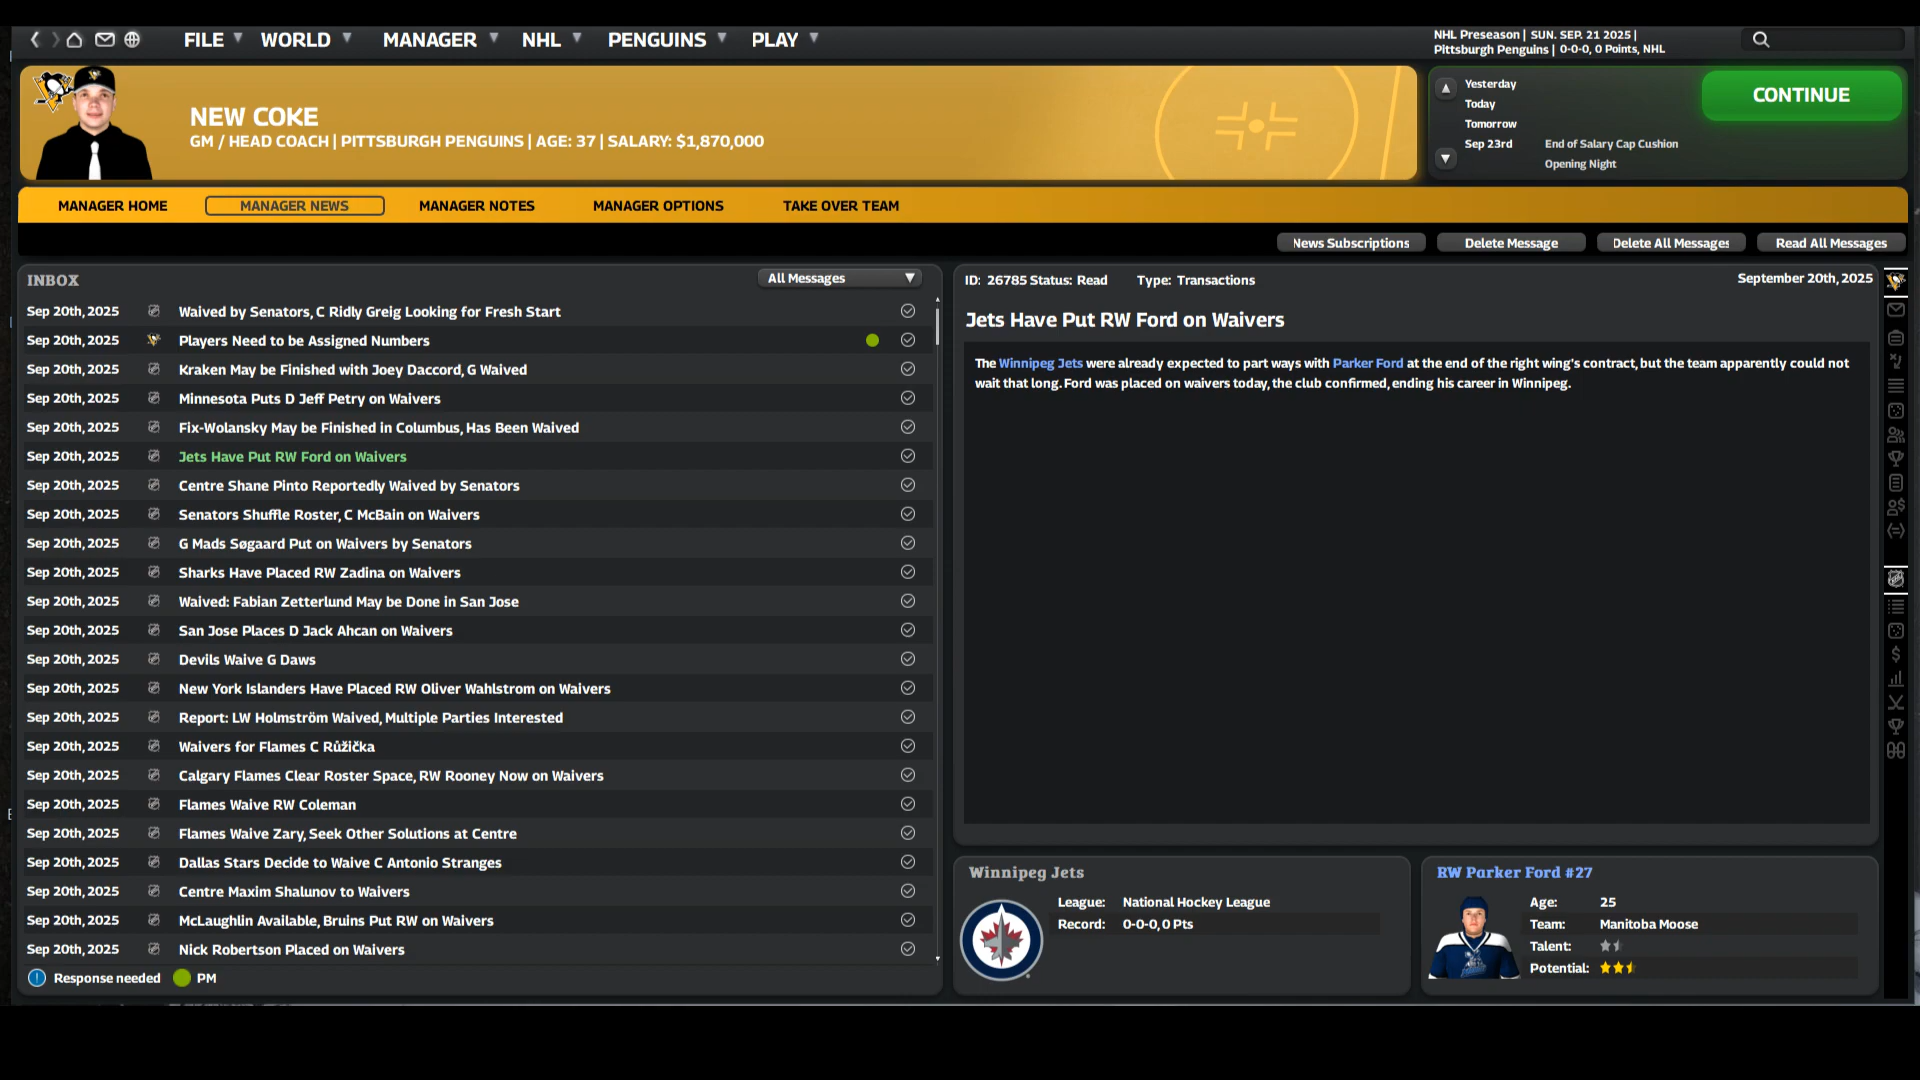 FILE WORLD MANAGER NHL PENGUINS PLAY
NHL Preseason | SUN. SEP. 21 2025 |
Pittsburgh Penguins | 0-0-0, 0 Points, NHL
NEW COKE
GM / HEAD COACH | PITTSBURGH PENGUINS | AGE: 37 | SALARY: $1,870,000
Yesterday
Today
Tomorrow
Sep 23rd End of Salary Cap Cushion
Opening Night
CONTINUE
MANAGER HOME MANAGER NEWS MANAGER NOTES MANAGER OPTIONS TAKE OVER TEAM
News Subscriptions Delete Message Delete All Messages Read All Messages
INBOX All Messages
Sep 20th, 2025 Waived by Senators, C Ridly Greig Looking for Fresh Start
Sep 20th, 2025 Players Need to be Assigned Numbers
Sep 20th, 2025 Kraken May be Finished with Joey Daccord, G Waived
Sep 20th, 2025 Minnesota Puts D Jeff Petry on Waivers
Sep 20th, 2025 Fix-Wolansky May be Finished in Columbus, Has Been Waived
Sep 20th, 2025 Jets Have Put RW Ford on Waivers
Sep 20th, 2025 Centre Shane Pinto Reportedly Waived by Senators
Sep 20th, 2025 Senators Shuffle Roster, C McBain on Waivers
Sep 20th, 2025 G Mads Søgaard Put on Waivers by Senators
Sep 20th, 2025 Sharks Have Placed RW Zadina on Waivers
Sep 20th, 2025 Waived: Fabian Zetterlund May be Done in San Jose
Sep 20th, 2025 San Jose Places D Jack Ahcan on Waivers
Sep 20th, 2025 Devils Waive G Daws
Sep 20th, 2025 New York Islanders Have Placed RW Oliver Wahlstrom on Waivers
Sep 20th, 2025 Report: LW Holmström Waived, Multiple Parties Interested
Sep 20th, 2025 Waivers for Flames C Růžička
Sep 20th, 2025 Calgary Flames Clear Roster Space, RW Rooney Now on Waivers
Sep 20th, 2025 Flames Waive RW Coleman
Sep 20th, 2025 Flames Waive Zary, Seek Other Solutions at Centre
Sep 20th, 2025 Dallas Stars Decide to Waive C Antonio Stranges
Sep 20th, 2025 Centre Maxim Shalunov to Waivers
Sep 20th, 2025 McLaughlin Available, Bruins Put RW on Waivers
Sep 20th, 2025 Nick Robertson Placed on Waivers
Response needed PM
ID: 26785 Status: Read Type: Transactions September 20th, 2025
Jets Have Put RW Ford on Waivers
The Winnipeg Jets were already expected to part ways with Parker Ford at the end of the right wing's contract, but the team apparently could not
wait that long. Ford was placed on waivers today, the club confirmed, ending his career in Winnipeg.
Winnipeg Jets
League: National Hockey League
Record: 0-0-0, 0 Pts
RW Parker Ford #27
Age: 25
Team: Manitoba Moose
Talent:
Potential: